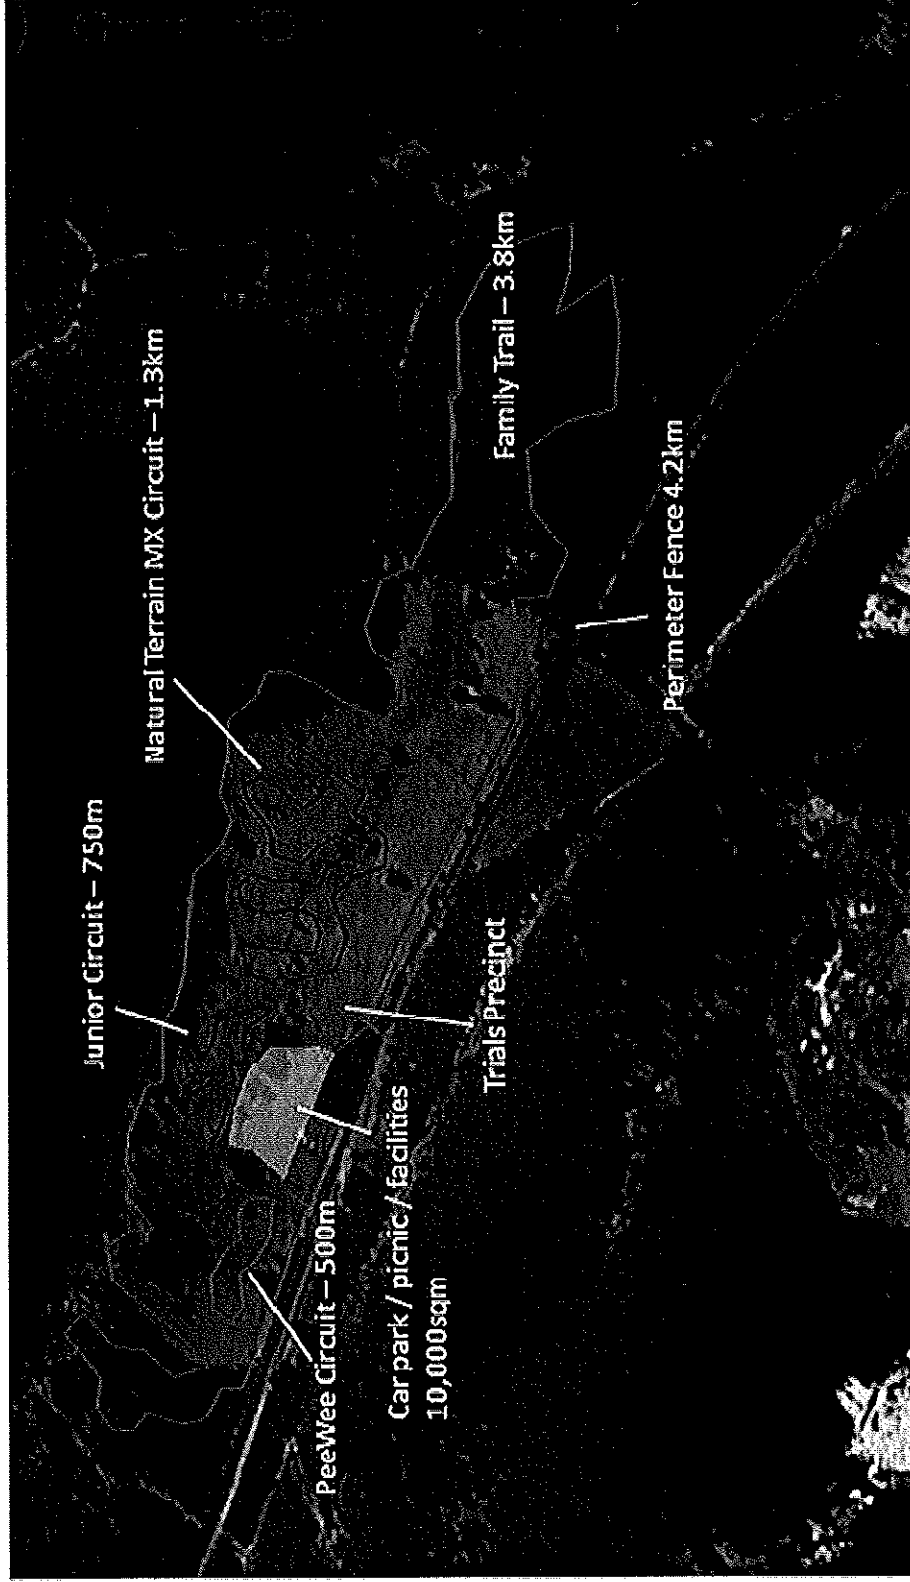 Junior Circuit – 750m
Natural Terrain MX Circuit – 1.3km
PeeWee Circuit – 500m
Car park / picnic / facilities
10,000sqm
Trials Precinct
Family Trail – 3.8km
Perimeter Fence 4.2km